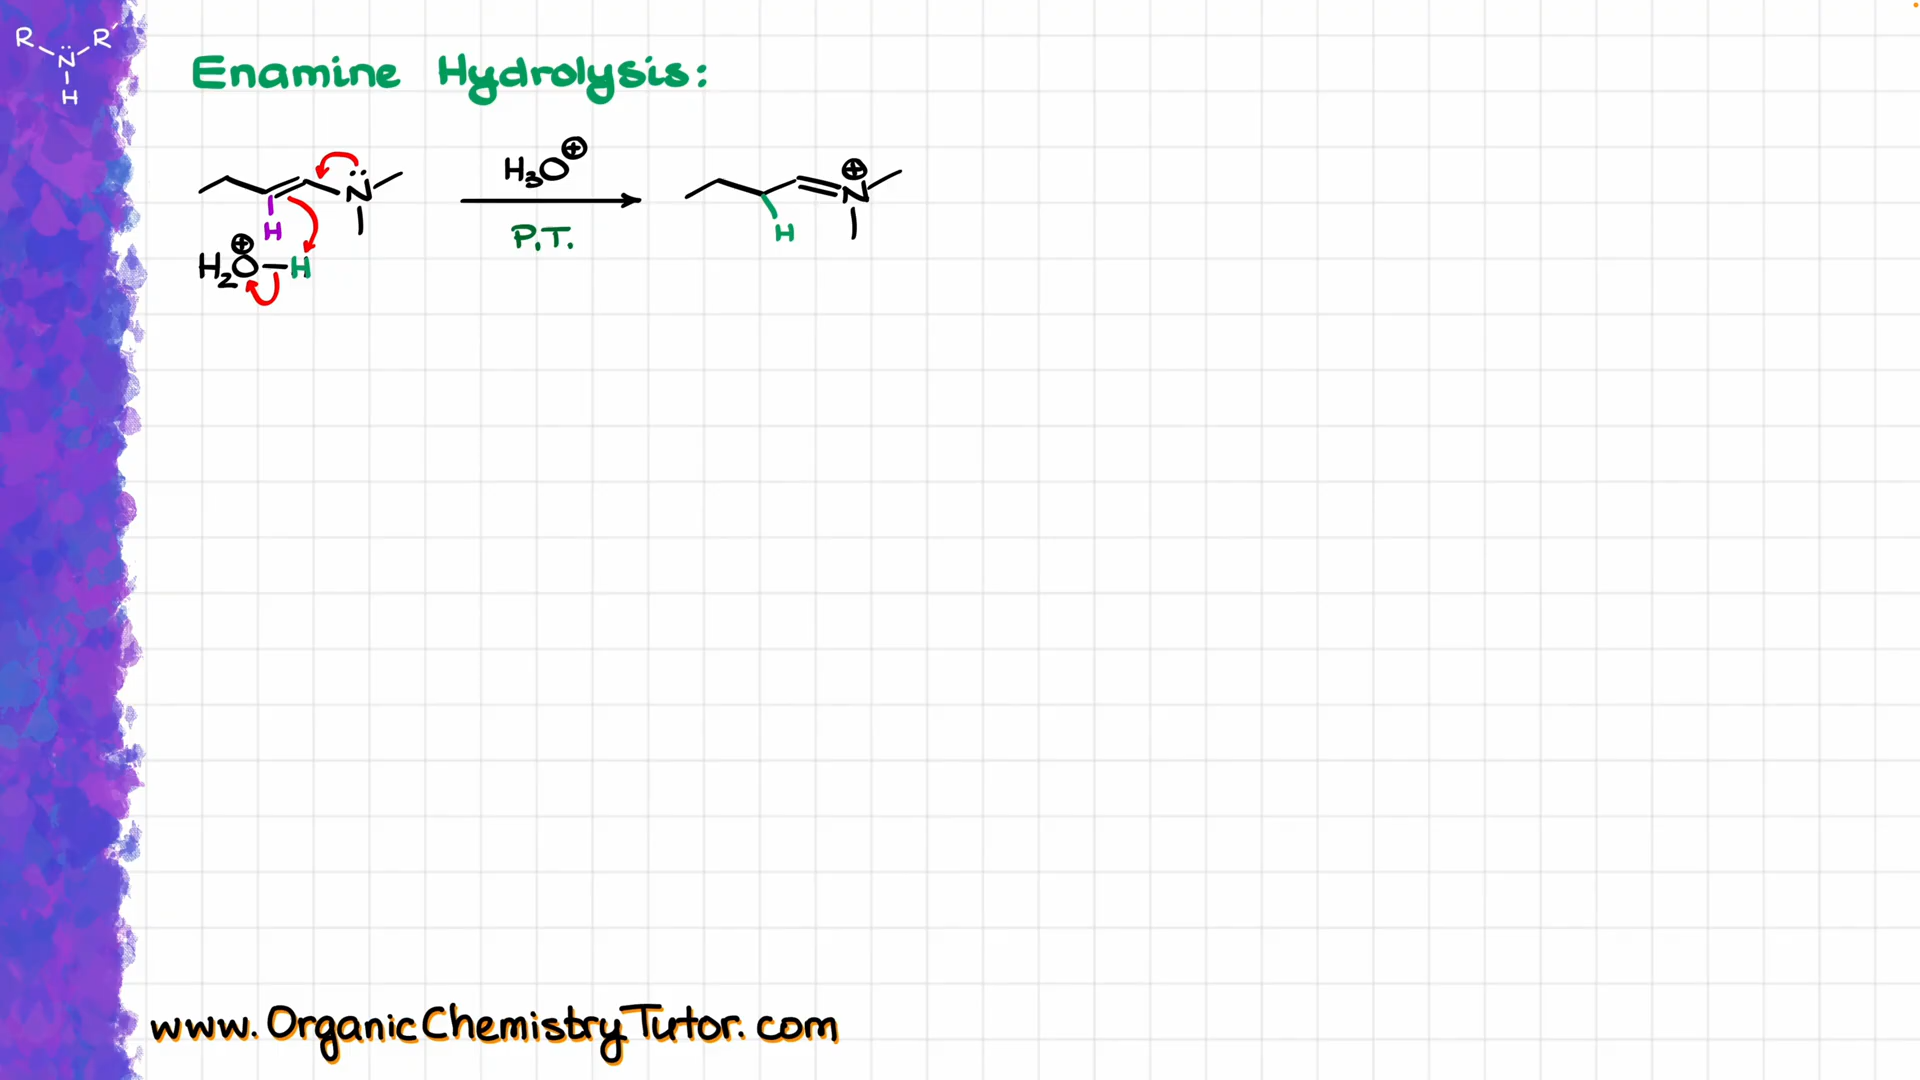 R R'
N̈
H
Enamine Hydrolysis:
H₃O⊕
N̈
⊕
N
H
P.T.
H
⊕
H₂O–H
www.OrganicChemistryTutor.com